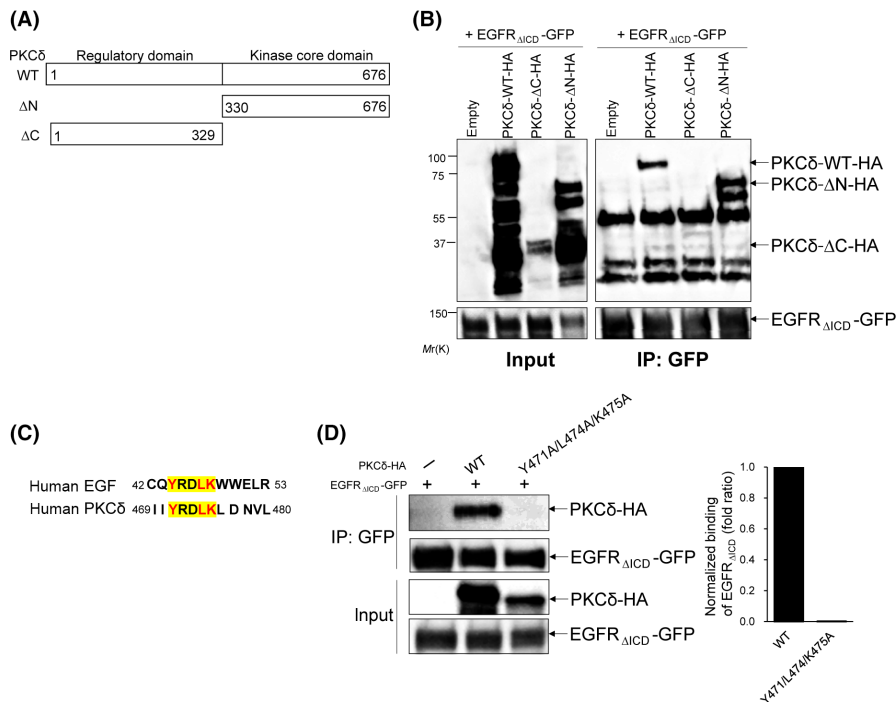 (A)
PKCδ Regulatory domain Kinase core domain
WT 1 676
ΔN 330 676
ΔC 1 329
(B)
+ EGFRΔICD-GFP
+ EGFRΔICD-GFP
Empty
PKCδ-WT-HA
PKCδ-ΔC-HA
PKCδ-ΔN-HA
Empty
PKCδ-WT-HA
PKCδ-ΔC-HA
PKCδ-ΔN-HA
100
75
55
37
150
Mr(K)
PKCδ-WT-HA
PKCδ-ΔN-HA
PKCδ-ΔC-HA
EGFRΔICD-GFP
Input
IP: GFP
(C)
Human EGF 42 CQYRDLKWWELR 53
Human PKCδ 469 IIYRDLKLDNVL 480
(D)
PKCδ-HA – WT Y471A/L474A/K475A
EGFRΔICD-GFP + + +
IP: GFP
PKCδ-HA
EGFRΔICD-GFP
Input
PKCδ-HA
EGFRΔICD-GFP
Normalized binding
of EGFRΔICD (fold ratio)
1.0
0.8
0.6
0.4
0.2
0.0
WT
Y471/L474/K475A